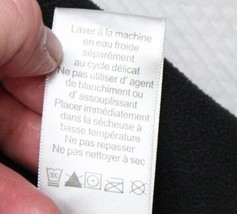 Laver à la machine
en eau froide
séparément
au cycle délicat
Ne pas utiliser d' agent
de blanchiment ou
d' assouplissant
Placer immédiatement
dans la sécheuse à
basse température
Ne pas repasser
Ne pas nettoyer à sec